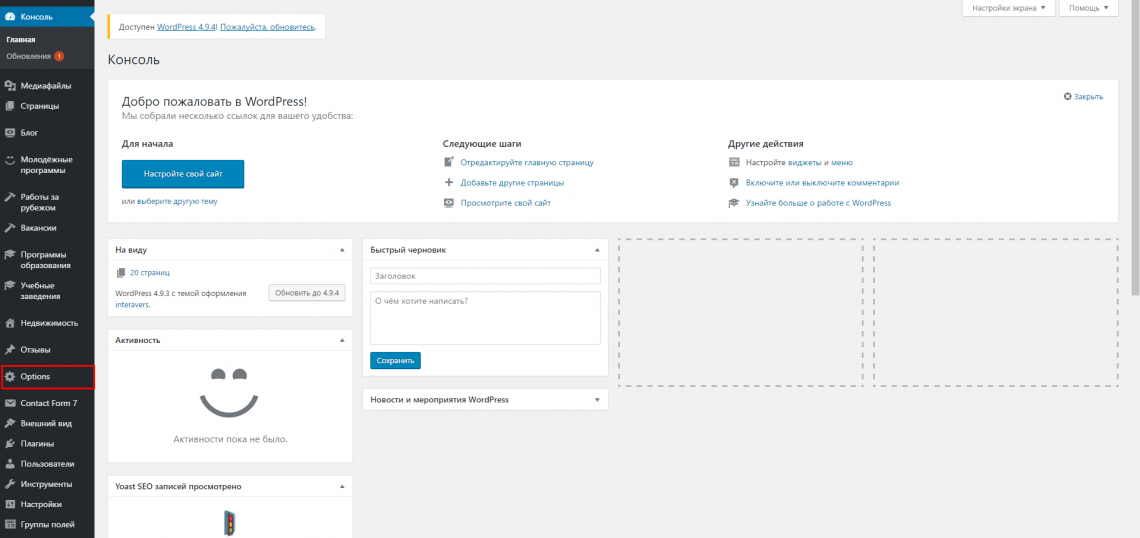 Консоль
Главная
Обновления 1
Медиафайлы
Страницы
Блог
Молодёжные
программы
Работы за
рубежом
Вакансии
Программы
образования
Учебные
заведения
Недвижимость
Отзывы
Options
Contact Form 7
Внешний вид
Плагины
Пользователи
Инструменты
Настройки
Группы полей
Настройки экрана
Помощь
Доступен WordPress 4.9.4! Пожалуйста, обновитесь.
Консоль
Добро пожаловать в WordPress!
Мы собрали несколько ссылок для вашего удобства:
Закрыть
Для начала
Настройте свой сайт
или выберите другую тему
Следующие шаги
Отредактируйте главную страницу
Добавьте другие страницы
Просмотрите свой сайт
Другие действия
Настройте виджеты и меню
Включите или выключите комментарии
Узнайте больше о работе с WordPress
На виду
20 страниц
WordPress 4.9.3 с темой оформления
interavers.
Обновить до 4.9.4
Активность
Активности пока не было.
Yoast SEO записей просмотрено
Быстрый черновик
Заголовок
О чём хотите написать?
Сохранить
Новости и мероприятия WordPress